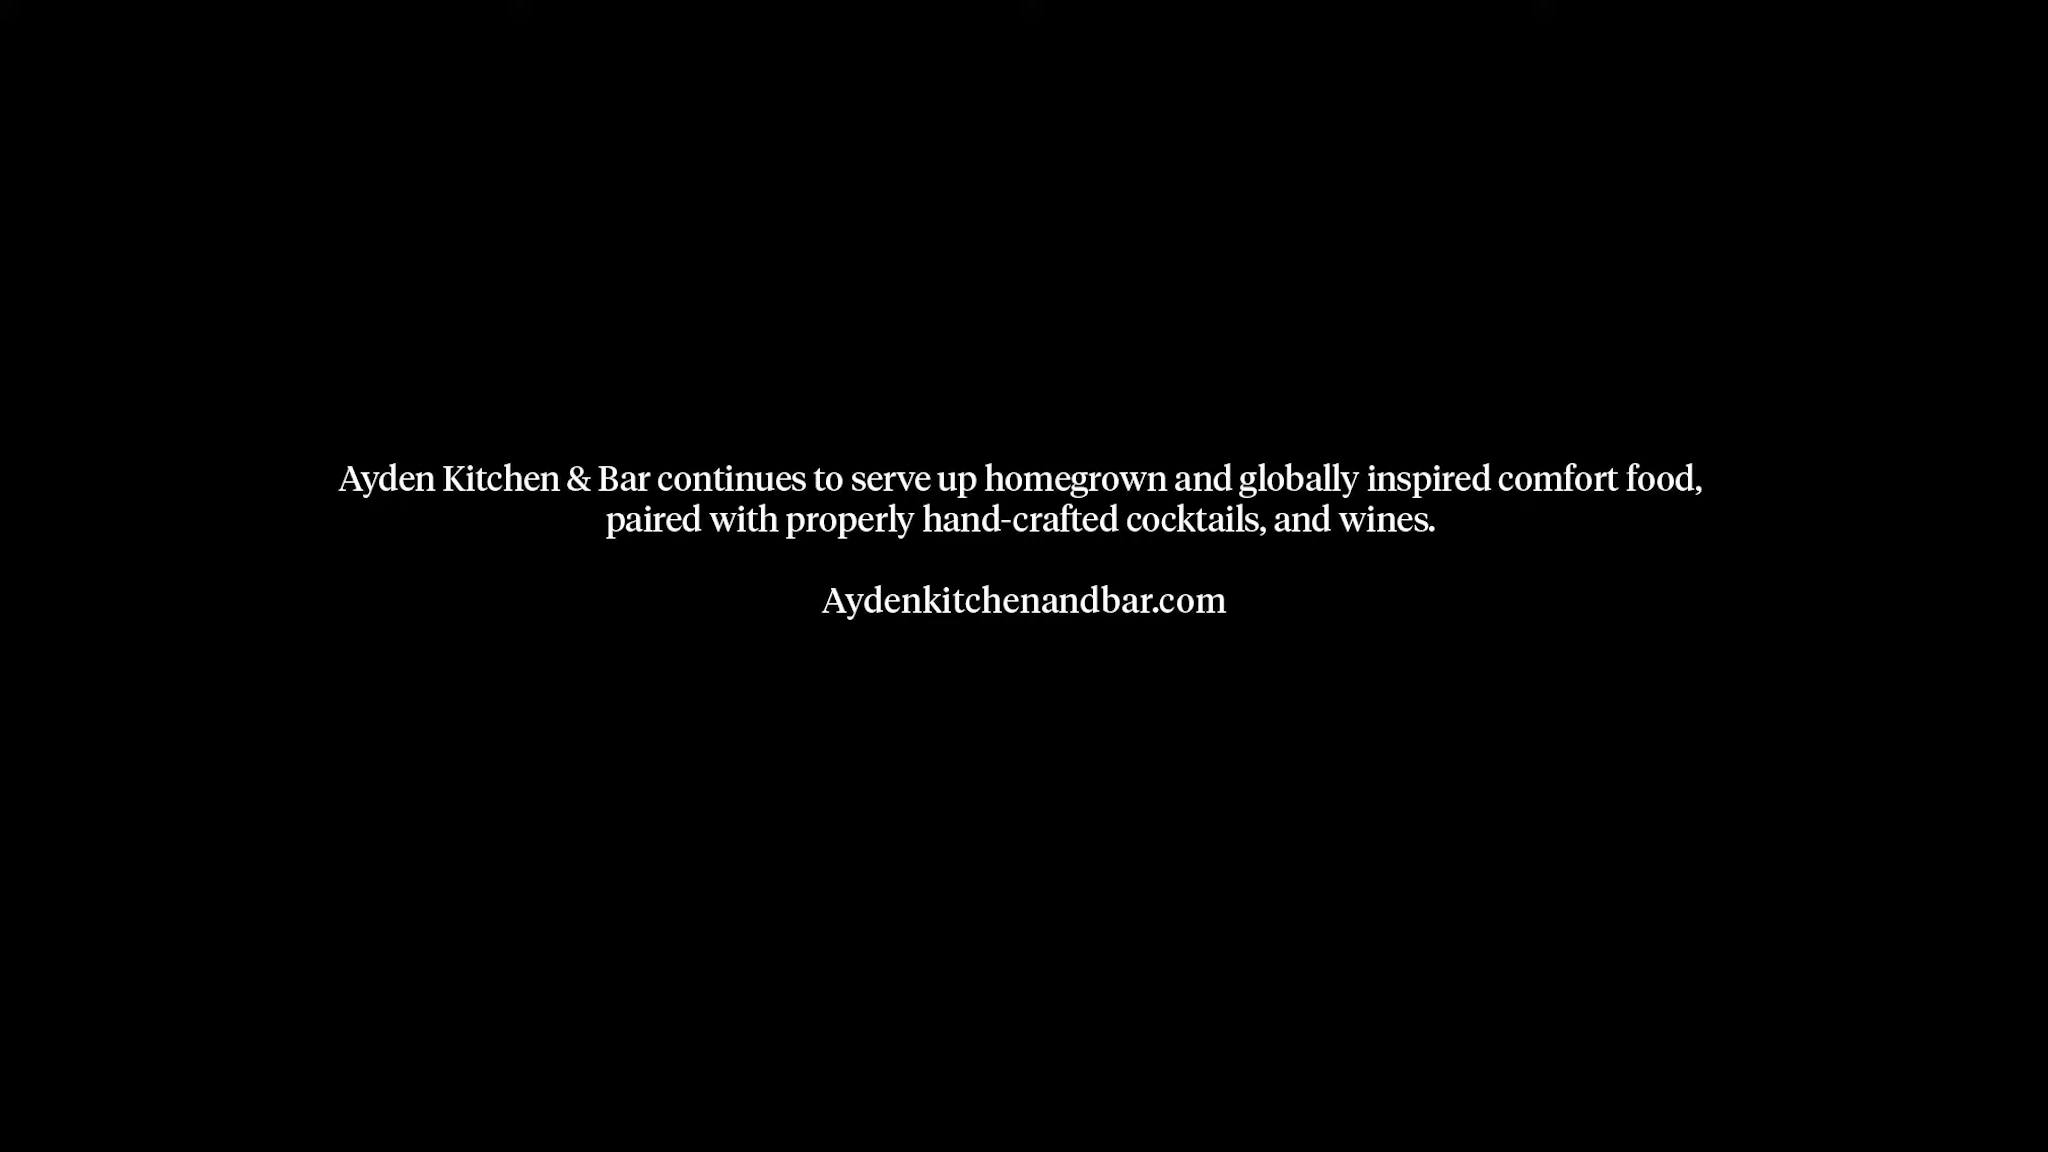 Ayden Kitchen & Bar continues to serve up homegrown and globally inspired comfort food,
paired with properly hand-crafted cocktails, and wines.
Aydenkitchenandbar.com